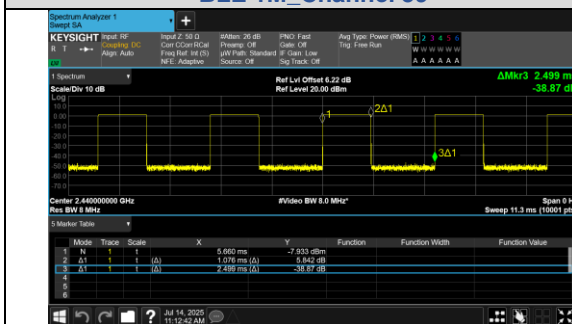 Spectrum Analyzer 1
Swept SA
+
KEYSIGHT Input: RF Input Z: 50 Ω #Atten: 26 dB PNO: Fast Avg Type: Power (RMS) 1 2 3 4 5 6
R T Coupling: DC Corr CCorr RCal Preamp: Off Gate: Off Trig: Free Run W W W W W W
Align: Auto Freq Ref: Int (S) µW Path: Standard IF Gain: Low A A A A A A
NFE: Adaptive Source: Off Sig Track: Off
1 Spectrum Ref Lvl Offset 6.22 dB ΔMkr3 2.499 m
Scale/Div 10 dB Ref Level 20.00 dBm -38.87 d
Log
10.0
0.00
-10.0
-20.0
-30.0
-40.0
-50.0
-60.0
-70.0
1
2Δ1
3Δ1
Center 2.440000000 GHz #Video BW 8.0 MHz* Span 0 H
Res BW 8 MHz Sweep 11.3 ms (10001 pts
5 Marker Table
Mode Trace Scale X Y Function Function Width Function Value
1 N 1 t 5.660 ms -7.933 dBm
2 Δ1 1 t (Δ) 1.076 ms (Δ) 5.842 dB
3 Δ1 1 t (Δ) 2.499 ms (Δ) -38.87 dB
4
5
6
? Jul 14, 2025
11:12:42 AM